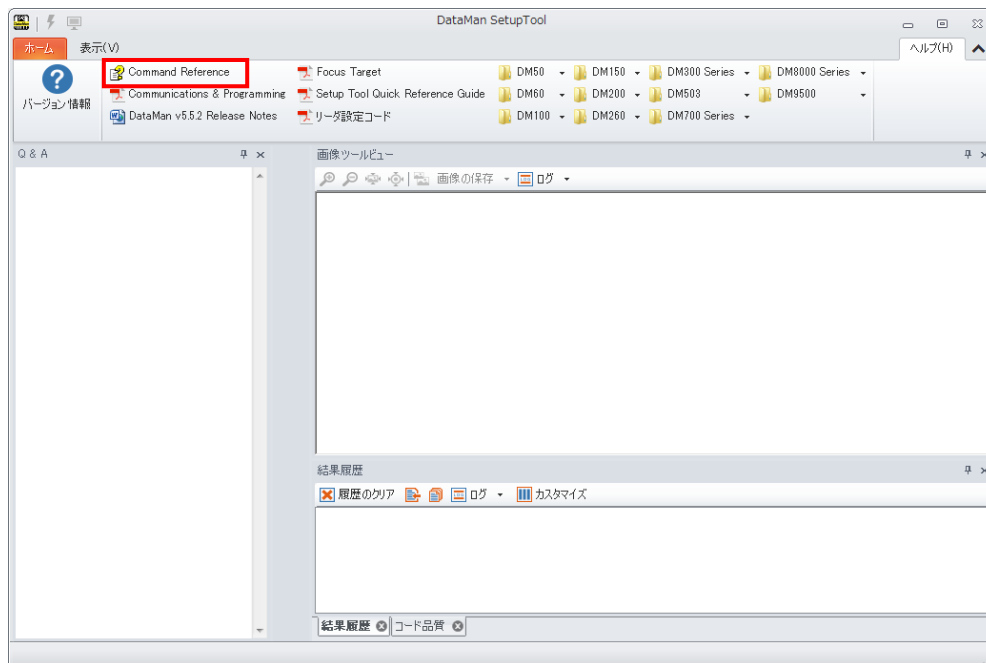 DataMan SetupTool
ホーム 表示(V) ヘルプ(H)
バージョン情報
Command Reference
Communications & Programming
DataMan v5.5.2 Release Notes
Focus Target
Setup Tool Quick Reference Guide
リーダ設定コード
DM50 DM150 DM300 Series DM8000 Series
DM60 DM200 DM503 DM9500
DM100 DM260 DM700 Series
Q & A
画像ツールビュー
画像の保存 ログ
結果履歴
履歴のクリア ログ カスタマイズ
結果履歴 コード品質